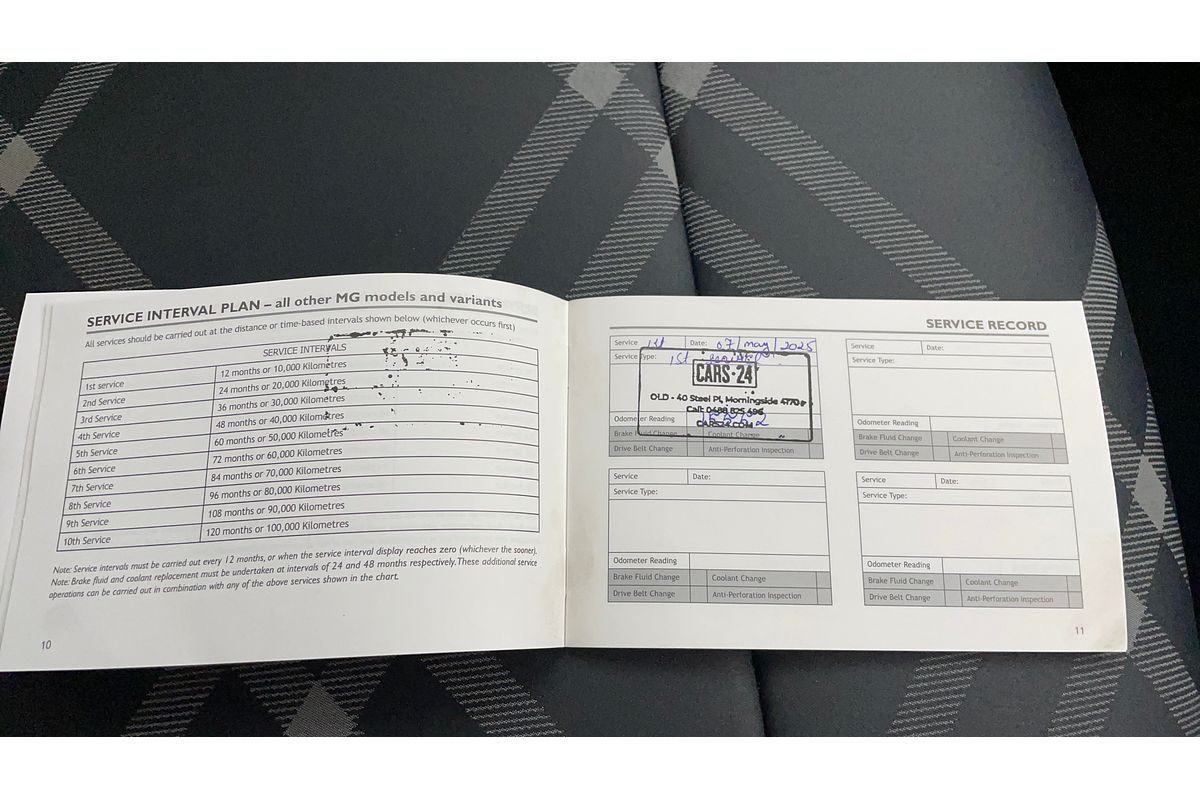 SERVICE INTERVAL PLAN – all other MG models and variants
All services should be carried out at the distance or time-based intervals shown below (whichever occurs first)
SERVICE INTERVALS
1st service 12 months or 10,000 Kilometres
2nd Service 24 months or 20,000 Kilometres
3rd Service 36 months or 30,000 Kilometres
4th Service 48 months or 40,000 Kilometres
5th Service 60 months or 50,000 Kilometres
6th Service 72 months or 60,000 Kilometres
7th Service 84 months or 70,000 Kilometres
8th Service 96 months or 80,000 Kilometres
9th Service 108 months or 90,000 Kilometres
10th Service 120 months or 100,000 Kilometres
Note: Service intervals must be carried out every 12 months, or when the service interval display reaches zero (whichever the sooner).
Note: Brake fluid and coolant replacement must be undertaken at intervals of 24 and 48 months respectively. These additional service
operations can be carried out in combination with any of the above services shown in the chart.
10
SERVICE RECORD
Service 1st Date: 07/may/2025
Service Type: 1st
CARS·24
OLD - 40 Steel Pl, Morningside 4170
Call: 0488 825 496
CARS24.COM
Odometer Reading
Brake Fluid Change Coolant Change
Drive Belt Change Anti-Perforation Inspection
Service Date:
Service Type:
Odometer Reading
Brake Fluid Change Coolant Change
Drive Belt Change Anti-Perforation Inspection
Service Date:
Service Type:
Odometer Reading
Brake Fluid Change Coolant Change
Drive Belt Change Anti-Perforation Inspection
Service Date:
Service Type:
Odometer Reading
Brake Fluid Change Coolant Change
Drive Belt Change Anti-Perforation Inspection
11